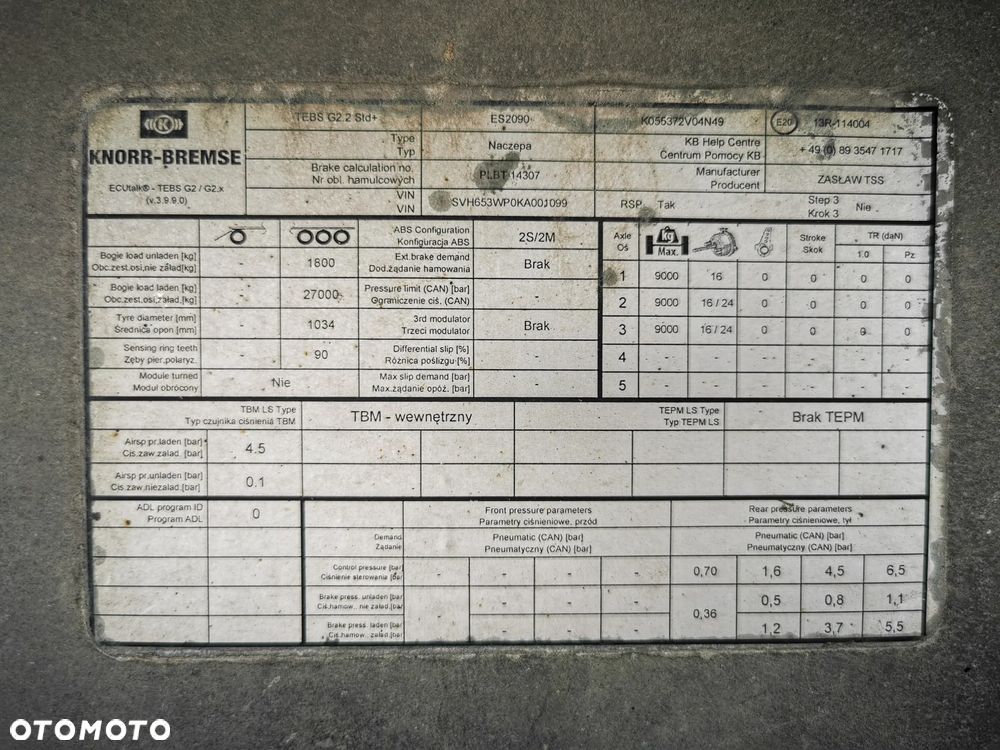 KNORR-BREMSE
ECUtalk® - TEBS G2 / G2.x
(v.3.9.9.0)
TEBS G2.2 Std+ ES2090 K055372V04N49 E20 13R-114004
Type Naczepa KB Help Centre + 49 (0) 89 3547 1717
Typ Centrum Pomocy KB
Brake calculation no. PLBT 14307 Manufacturer ZASŁAW TSS
Nr obl. hamulcowych Producent
VIN SVH653WP0KA001099 RSP Tak Step 3 Nie
VIN Krok 3
ABS Configuration 2S/2M
Konfiguracja ABS
Bogie load unladen [kg] - 1800 Ext.brake demand Brak
Obc.zest.osi,nie załad[kg] Dod.żądanie hamowania
Bogie load laden [kg] - 27000 Pressure limit (CAN) [bar] -
Obc.zest.osi,załad.[kg] Ograniczenie ciś. (CAN)
Tyre diameter [mm] - 1034 3rd modulator Brak
Średnica opon [mm] Trzeci modulator
Sensing ring teeth - 90 Differential slip [%] -
Zęby pier.polaryz. Różnica poślizgu [%]
Module turned Nie Max slip demand [bar] -
Moduł obrócony Max.żądanie opóź. [bar]
Axle kg Stroke TR (daN)
Oś Max. Skok 1.0 Pz
1 9000 16 0 0 0 0
2 9000 16 / 24 0 0 0 0
3 9000 16 / 24 0 0 0 0
4 - - - - - -
5 - - - - - -
TBM LS Type TBM - wewnętrzny TEPM LS Type Brak TEPM
Typ czujnika ciśnienia TBM Typ TEPM LS
Airsp pr.laden [bar] 4.5
Ciś.zaw.załad. [bar]
Airsp pr.unladen [bar] 0.1
Ciś.zaw.niezalad.[bar]
ADL program ID 0 Front pressure parameters Rear pressure parameters
Program ADL Parametry ciśnieniowe, przód Parametry ciśnieniowe, tył
Demand Pneumatic (CAN) [bar] Pneumatic (CAN) [bar]
Żądanie Pneumatyczny (CAN) [bar] Pneumatyczny (CAN) [bar]
Control pressure [bar] - - - - 0,70 1,6 4,5 6,5
Ciśnienie sterowania [bar]
Brake press. unladen [bar] - - - - 0,36 0,5 0,8 1,1
Ciś.hamow., nie załad. [bar]
Brake press. laden [bar] - - - 1,2 3,7 5,5
Ciś.hamow., załad.[bar]
OTOMOTO